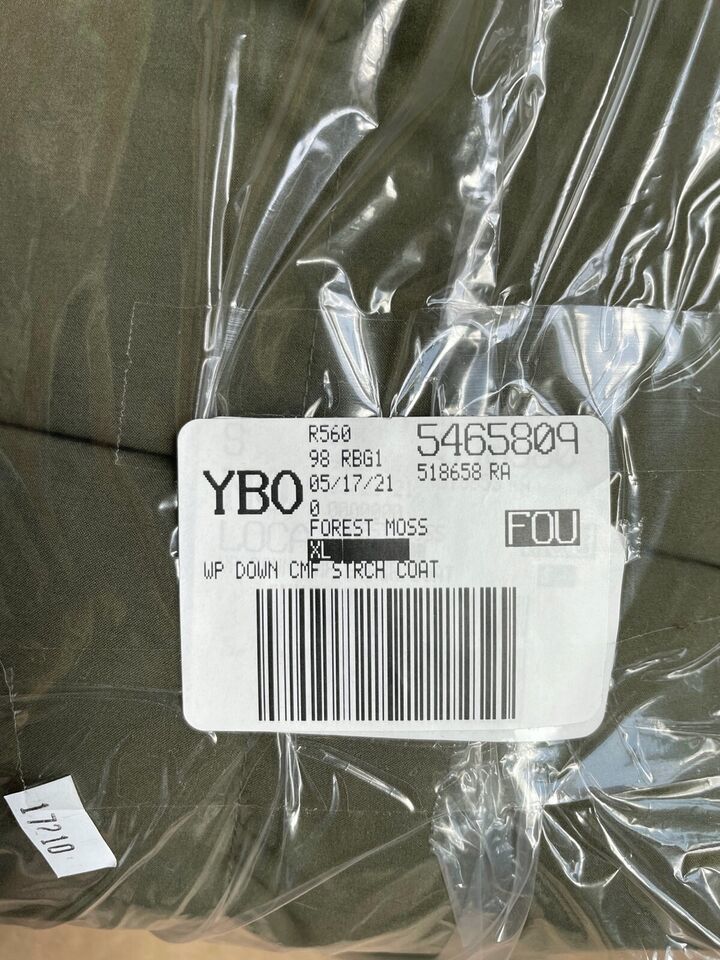 R560
5465809
98 RBG1
518658 RA
YBO
05/17/21
0
FOREST MOSS
FOU
XL
WP DOWN CMF STRCH COAT
17210